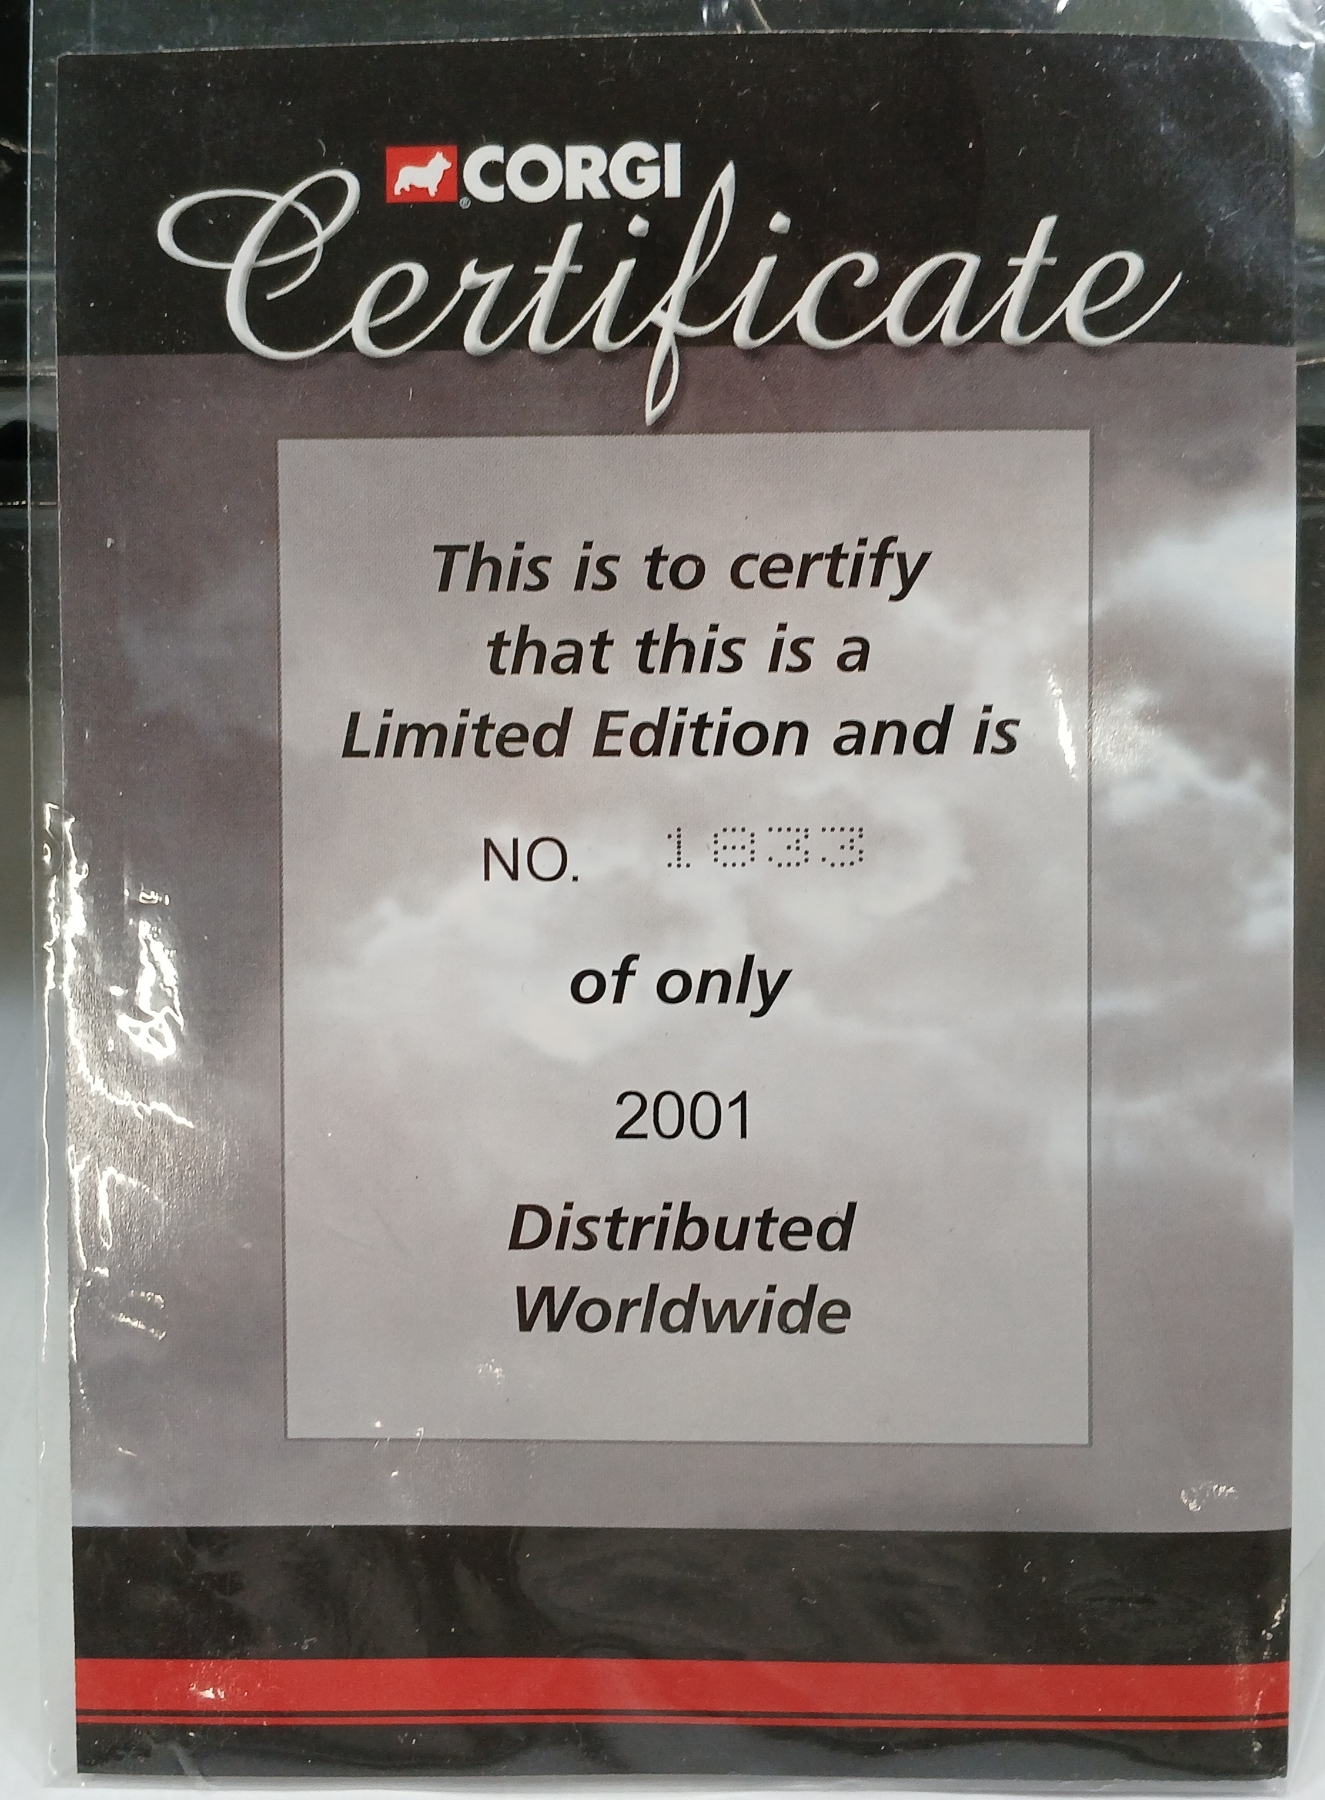 CORGI
Certificate
This is to certify
that this is a
Limited Edition and is
NO. 1833
of only
2001
Distributed
Worldwide